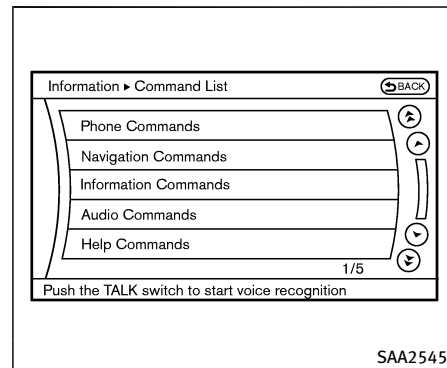 Information ▸ Command List
BACK
Phone Commands
Navigation Commands
Information Commands
Audio Commands
Help Commands
1/5
Push the TALK switch to start voice recognition
SAA2545